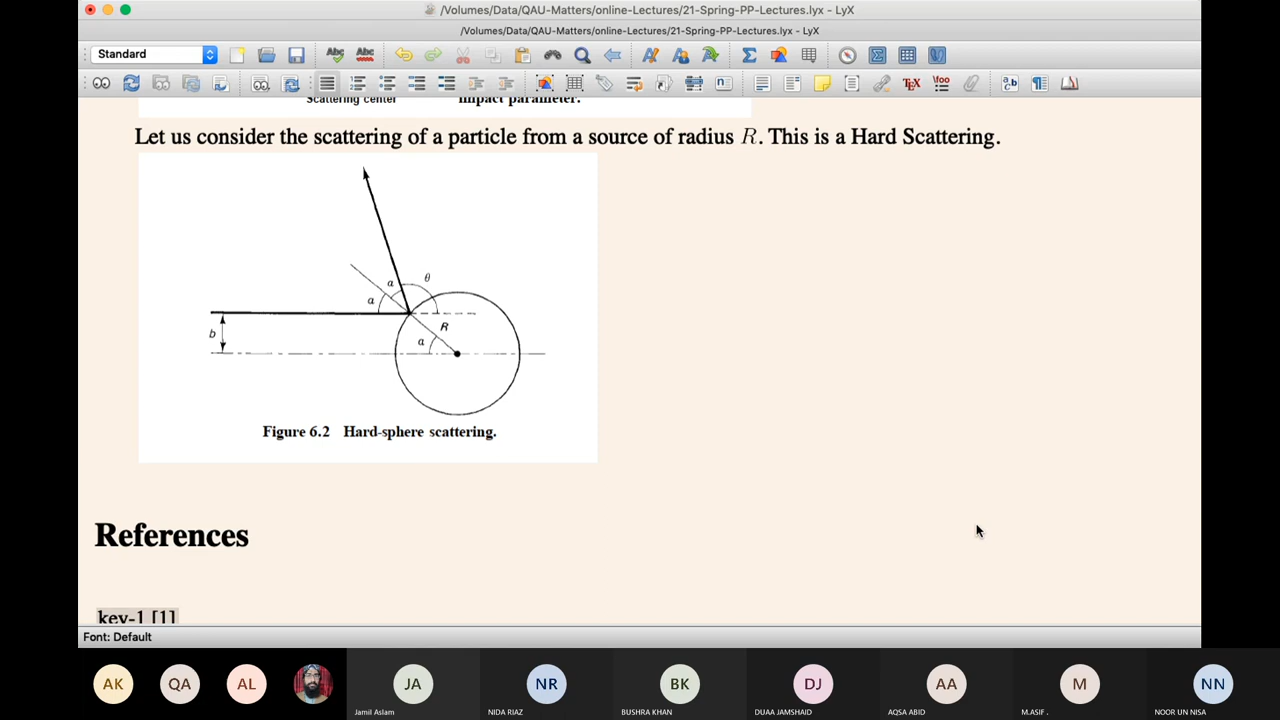 /Volumes/Data/QAU-Matters/online-Lectures/21-Spring-PP-Lectures.lyx - LyX
/Volumes/Data/QAU-Matters/online-Lectures/21-Spring-PP-Lectures.lyx - LyX
Standard
Scattering center impact parameter.
Let us consider the scattering of a particle from a source of radius R. This is a Hard Scattering.
a θ
a
R
b
a
Figure 6.2 Hard-sphere scattering.
References
key-1 [1]
Font: Default
AK QA AL JA NR BK DJ AA M NN
Jamil Aslam NIDA RIAZ BUSHRA KHAN DUAA JAMSHAID AQSA ABID M.ASIF . NOOR UN NISA